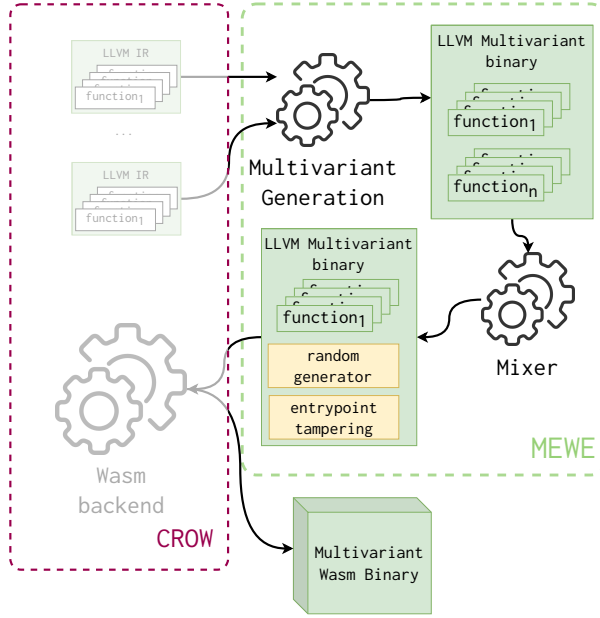 LLVM IR
function₁
...
LLVM IR
function₁
Multivariant
Generation
LLVM Multivariant
binary
function₁
functionₙ
LLVM Multivariant
binary
function₁
random
generator
entrypoint
tampering
Mixer
MEWE
Wasm
backend
CROW
Multivariant
Wasm Binary